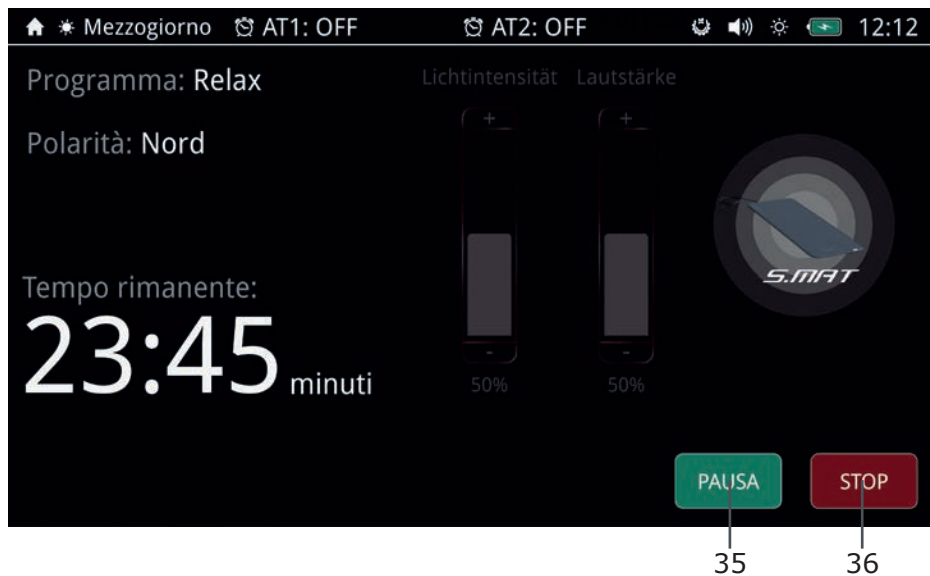 Mezzogiorno AT1: OFF AT2: OFF 12:12
Programma: Relax
Lichtintensität Lautstärke
+ +
Polarità: Nord
S.MAT
Tempo rimanente:
23:45 minuti
- -
50% 50%
PAUSA STOP
35 36